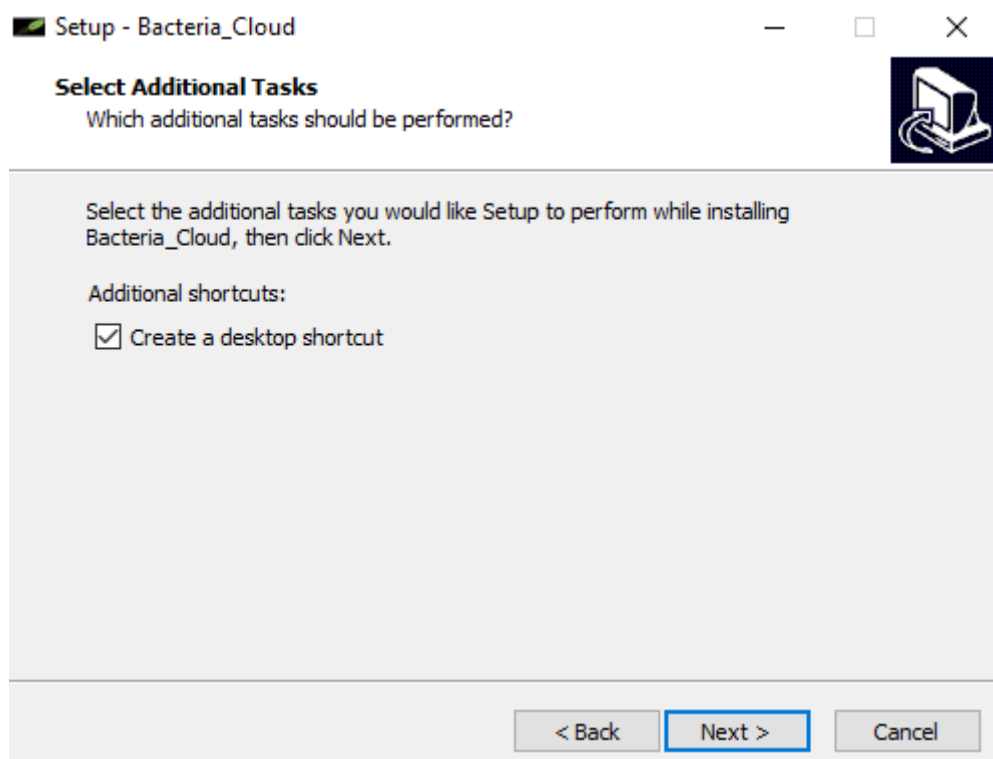 Setup - Bacteria_Cloud
Select Additional Tasks
Which additional tasks should be performed?
Select the additional tasks you would like Setup to perform while installing
Bacteria_Cloud, then click Next.
Additional shortcuts:
Create a desktop shortcut
< Back Next > Cancel